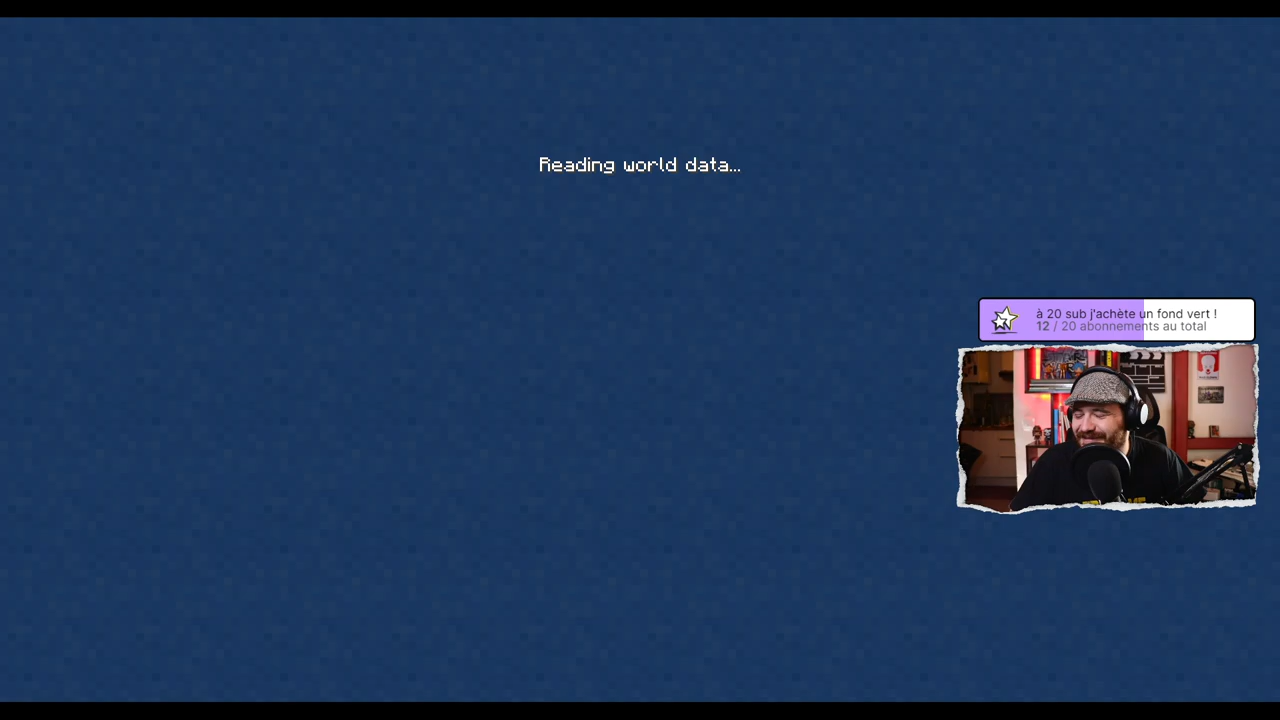 Reading world data...
à 20 sub j'achète un fond vert !
12 / 20 abonnements au total